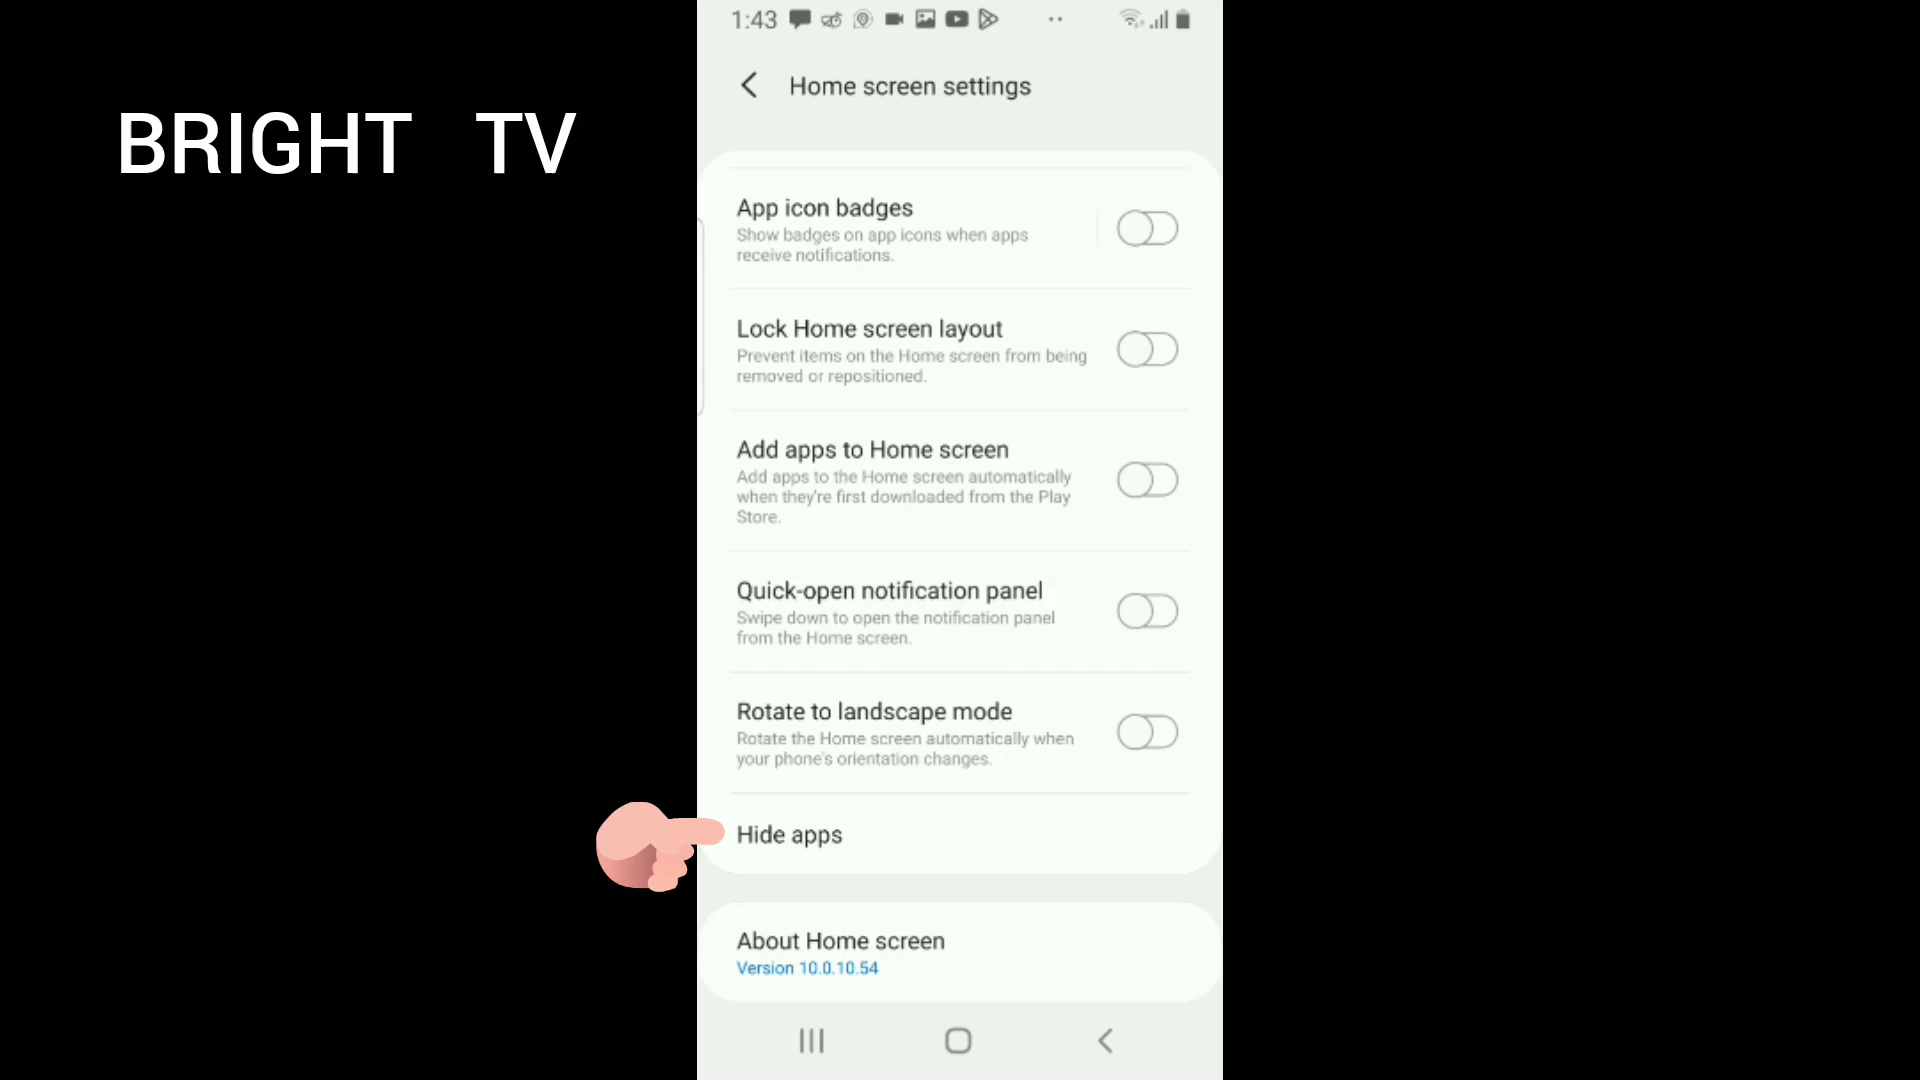 BRIGHT TV
1:43
Home screen settings
App icon badges
Show badges on app icons when apps
receive notifications.
Lock Home screen layout
Prevent items on the Home screen from being
removed or repositioned.
Add apps to Home screen
Add apps to the Home screen automatically
when they're first downloaded from the Play
Store.
Quick-open notification panel
Swipe down to open the notification panel
from the Home screen.
Rotate to landscape mode
Rotate the Home screen automatically when
your phone's orientation changes.
Hide apps
About Home screen
Version 10.0.10.54